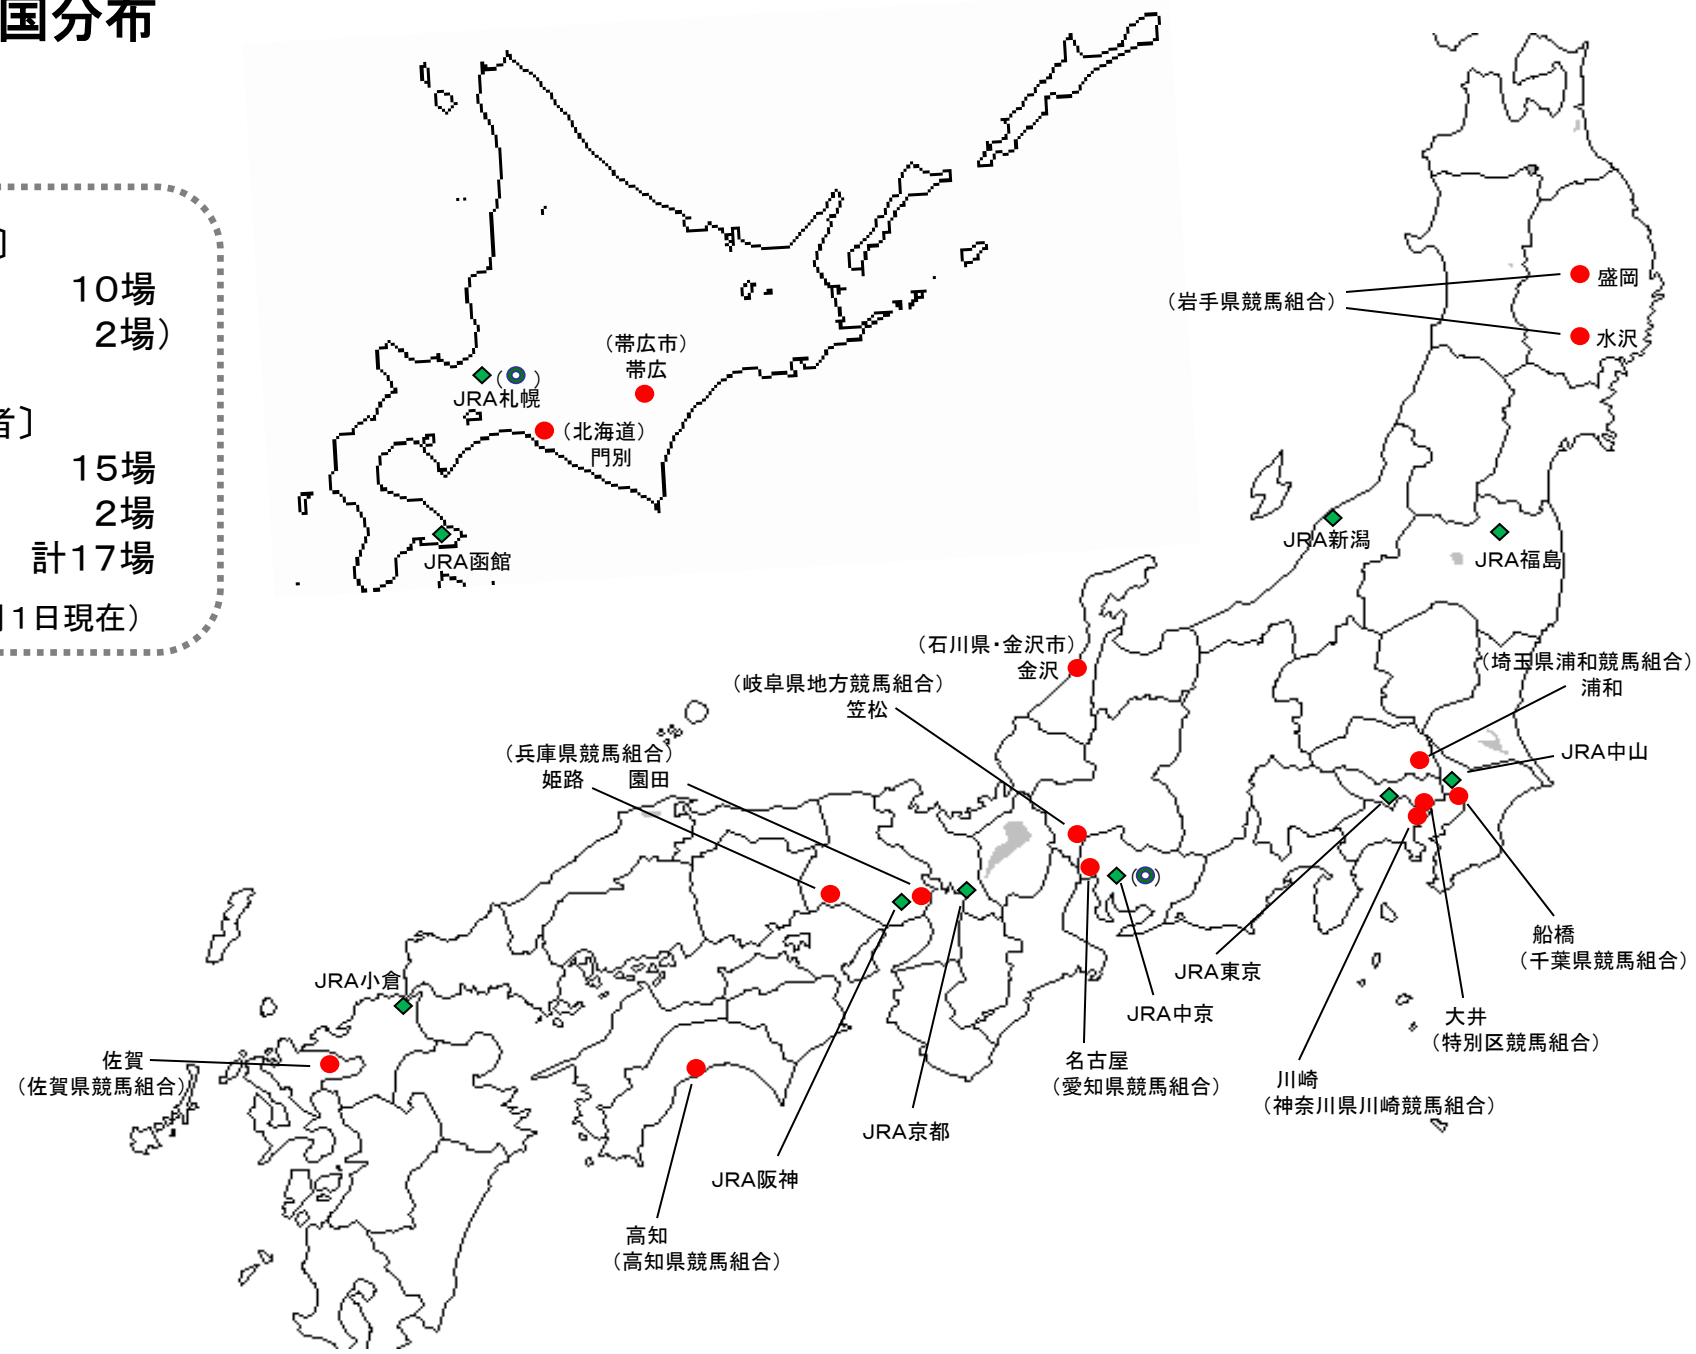 国分布
〕
１０場
２場）
者〕
１５場
２場
計１７場
月１日現在）
（帯広市）
帯広
（ ）
ＪＲＡ札幌
（北海道）
門別
ＪＲＡ函館
（岩手県競馬組合）
盛岡
水沢
ＪＲＡ新潟
ＪＲＡ福島
（石川県・金沢市）
金沢
（埼玉県浦和競馬組合）
浦和
（岐阜県地方競馬組合）
笠松
（兵庫県競馬組合）
姫路 園田
ＪＲＡ中山
（ ）
ＪＲＡ小倉
船橋
（千葉県競馬組合）
ＪＲＡ東京
ＪＲＡ中京
大井
（特別区競馬組合）
佐賀
（佐賀県競馬組合）
名古屋
（愛知県競馬組合）
川崎
（神奈川県川崎競馬組合）
ＪＲＡ京都
ＪＲＡ阪神
高知
（高知県競馬組合）